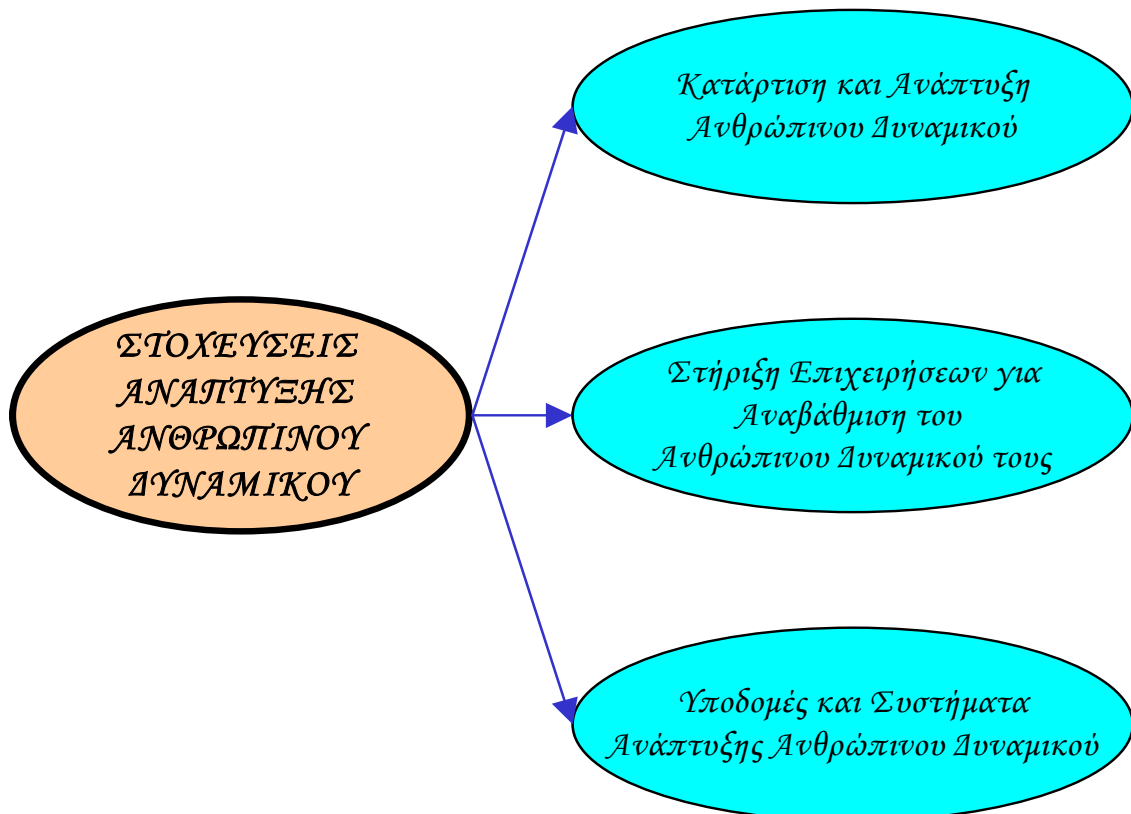 Κατάρτιση και Ανάπτυξη
Ανθρώπινου Δυναμικού
ΣΤΟΧΕΥΣΕΙΣ
ΑΝΑΠΤΥΞΗΣ
ΑΝΘΡΩΠΙΝΟΥ
ΔΥΝΑΜΙΚΟΥ
Στήριξη Επιχειρήσεων για
Αναβάθμιση του
Ανθρώπινου Δυναμικού τους
Υποδομές και Συστήματα
Ανάπτυξης Ανθρώπινου Δυναμικού